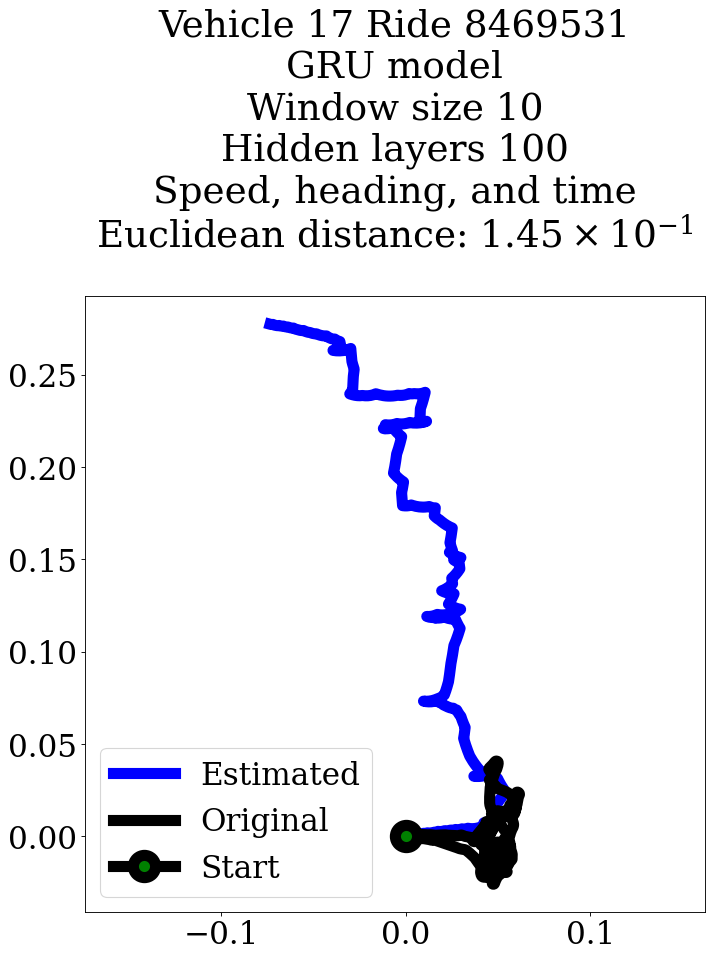 Vehicle 17 Ride 8469531
GRU model
Window size 10
Hidden layers 100
Speed, heading, and time
Euclidean distance: 1.45 × 10⁻¹
0.25
0.20
0.15
0.10
0.05
0.00
Estimated
Original
Start
−0.1
0.0
0.1